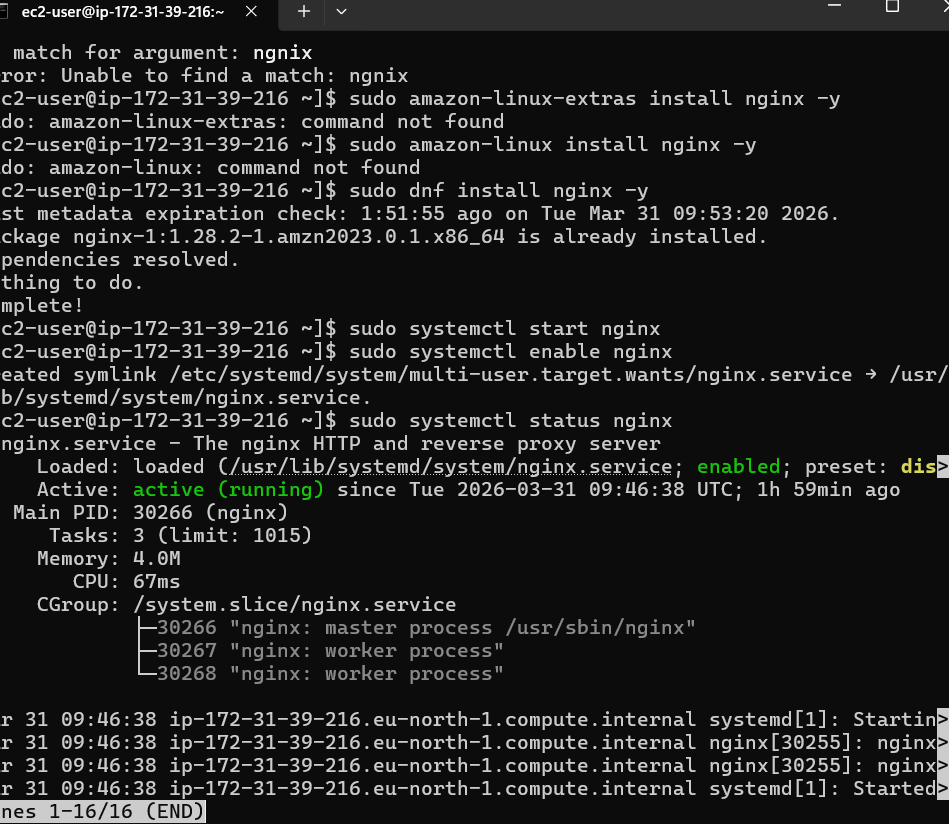 ec2-user@ip-172-31-39-216:~
match for argument: ngnix
ror: Unable to find a match: ngnix
c2-user@ip-172-31-39-216 ~]$ sudo amazon-linux-extras install nginx -y
do: amazon-linux-extras: command not found
c2-user@ip-172-31-39-216 ~]$ sudo amazon-linux install nginx -y
do: amazon-linux: command not found
c2-user@ip-172-31-39-216 ~]$ sudo dnf install nginx -y
st metadata expiration check: 1:51:55 ago on Tue Mar 31 09:53:20 2026.
ckage nginx-1:1.28.2-1.amzn2023.0.1.x86_64 is already installed.
pendencies resolved.
thing to do.
mplete!
c2-user@ip-172-31-39-216 ~]$ sudo systemctl start nginx
c2-user@ip-172-31-39-216 ~]$ sudo systemctl enable nginx
eated symlink /etc/systemd/system/multi-user.target.wants/nginx.service → /usr/
b/systemd/system/nginx.service.
c2-user@ip-172-31-39-216 ~]$ sudo systemctl status nginx
nginx.service - The nginx HTTP and reverse proxy server
Loaded: loaded (/usr/lib/systemd/system/nginx.service; enabled; preset: dis>
Active: active (running) since Tue 2026-03-31 09:46:38 UTC; 1h 59min ago
Main PID: 30266 (nginx)
Tasks: 3 (limit: 1015)
Memory: 4.0M
CPU: 67ms
CGroup: /system.slice/nginx.service
├─30266 "nginx: master process /usr/sbin/nginx"
├─30267 "nginx: worker process"
└─30268 "nginx: worker process"
r 31 09:46:38 ip-172-31-39-216.eu-north-1.compute.internal systemd[1]: Startin>
r 31 09:46:38 ip-172-31-39-216.eu-north-1.compute.internal nginx[30255]: nginx>
r 31 09:46:38 ip-172-31-39-216.eu-north-1.compute.internal nginx[30255]: nginx>
r 31 09:46:38 ip-172-31-39-216.eu-north-1.compute.internal systemd[1]: Started>
nes 1-16/16 (END)